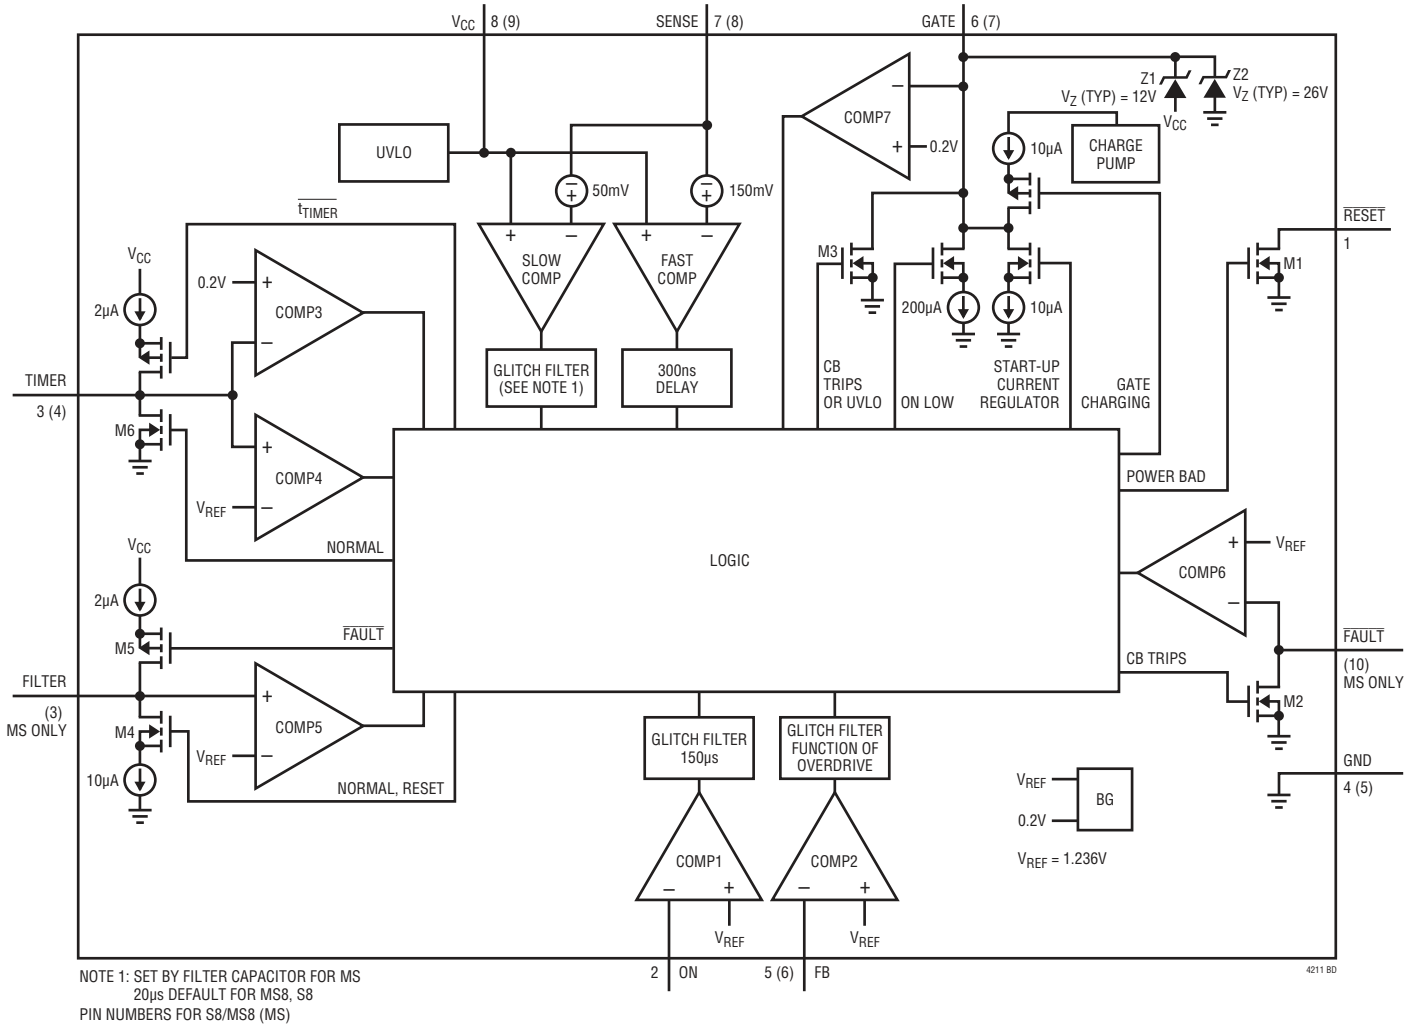 VCC 8 (9)
SENSE 7 (8)
GATE 6 (7)
Z1
VZ (TYP) = 12V
VCC
Z2
VZ (TYP) = 26V
COMP7
–
+
0.2V
10µA
CHARGE
PUMP
UVLO
–
+
50mV
–
+
150mV
tTIMER
RESET
1
+
–
SLOW
COMP
+
–
FAST
COMP
M3
M1
VCC
2µA
0.2V
+
COMP3
–
200µA
10µA
GLITCH FILTER
(SEE NOTE 1)
300ns
DELAY
CB
TRIPS
OR UVLO
ON LOW
START-UP
CURRENT
REGULATOR
GATE
CHARGING
TIMER
3 (4)
M6
+
COMP4
VREF
–
POWER BAD
NORMAL
LOGIC
+
VREF
COMP6
–
VCC
2µA
M5
FAULT
FAULT
(10)
MS ONLY
CB TRIPS
M2
FILTER
(3)
MS ONLY
M4
+
COMP5
VREF
–
10µA
NORMAL, RESET
GLITCH FILTER
150µs
GLITCH FILTER
FUNCTION OF
OVERDRIVE
GND
4 (5)
VREF
0.2V
BG
VREF = 1.236V
COMP1
–
+
COMP2
–
+
VREF
VREF
2 ON
5 (6) FB
4211 BD
NOTE 1: SET BY FILTER CAPACITOR FOR MS
20µs DEFAULT FOR MS8, S8
PIN NUMBERS FOR S8/MS8 (MS)